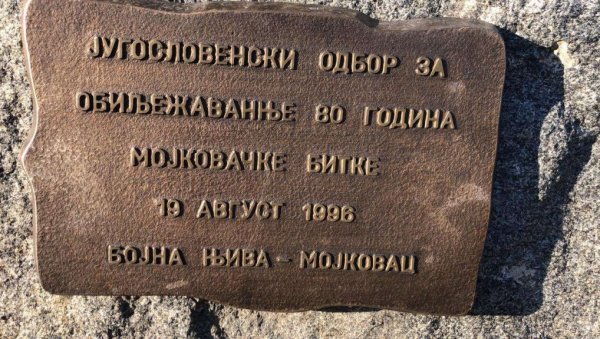 ЈУГОСЛОВЕНСКИ ОДБОР ЗА
ОБИЉЕЖАВАЊЕ 80 ГОДИНА
МОЈКОВАЧКЕ БИТКЕ
19 АВГУСТ 1996
БОЈНА ЊИВА – МОЈКОВАЦ